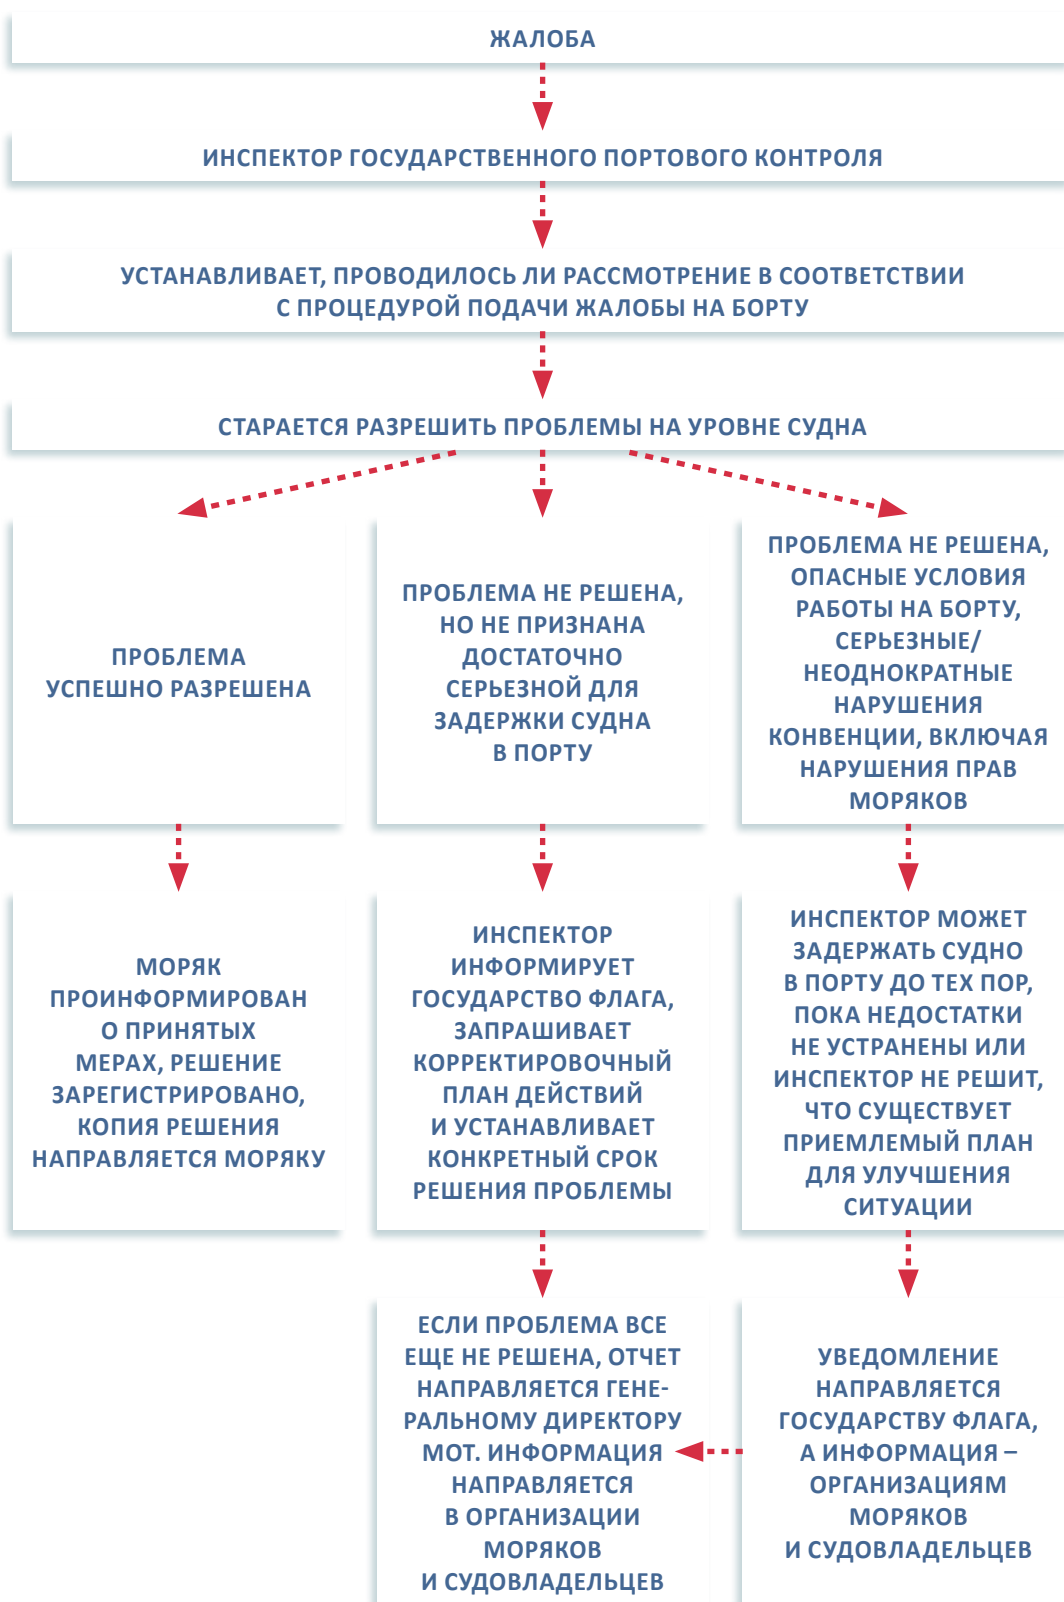 ЖАЛОБА
ИНСПЕКТОР ГОСУДАРСТВЕННОГО ПОРТОВОГО КОНТРОЛЯ
УСТАНАВЛИВАЕТ, ПРОВОДИЛОСЬ ЛИ РАССМОТРЕНИЕ В СООТВЕТСТВИИ
С ПРОЦЕДУРОЙ ПОДАЧИ ЖАЛОБЫ НА БОРТУ
СТАРАЕТСЯ РАЗРЕШИТЬ ПРОБЛЕМЫ НА УРОВНЕ СУДНА
ПРОБЛЕМА
УСПЕШНО РАЗРЕШЕНА
ПРОБЛЕМА НЕ РЕШЕНА,
НО НЕ ПРИЗНАНА
ДОСТАТОЧНО
СЕРЬЕЗНОЙ ДЛЯ
ЗАДЕРЖКИ СУДНА
В ПОРТУ
ПРОБЛЕМА НЕ РЕШЕНА,
ОПАСНЫЕ УСЛОВИЯ
РАБОТЫ НА БОРТУ,
СЕРЬЕЗНЫЕ/
НЕОДНОКРАТНЫЕ
НАРУШЕНИЯ
КОНВЕНЦИИ, ВКЛЮЧАЯ
НАРУШЕНИЯ ПРАВ
МОРЯКОВ
МОРЯК
ПРОИНФОРМИРОВАН
О ПРИНЯТЫХ
МЕРАХ, РЕШЕНИЕ
ЗАРЕГИСТРИРОВАНО,
КОПИЯ РЕШЕНИЯ
НАПРАВЛЯЕТСЯ МОРЯКУ
ИНСПЕКТОР
ИНФОРМИРУЕТ
ГОСУДАРСТВО ФЛАГА,
ЗАПРАШИВАЕТ
КОРРЕКТИРОВОЧНЫЙ
ПЛАН ДЕЙСТВИЙ
И УСТАНАВЛИВАЕТ
КОНКРЕТНЫЙ СРОК
РЕШЕНИЯ ПРОБЛЕМЫ
ИНСПЕКТОР МОЖЕТ
ЗАДЕРЖАТЬ СУДНО
В ПОРТУ ДО ТЕХ ПОР,
ПОКА НЕДОСТАТКИ
НЕ УСТРАНЕНЫ ИЛИ
ИНСПЕКТОР НЕ РЕШИТ,
ЧТО СУЩЕСТВУЕТ
ПРИЕМЛЕМЫЙ ПЛАН
ДЛЯ УЛУЧШЕНИЯ
СИТУАЦИИ
ЕСЛИ ПРОБЛЕМА ВСЕ
ЕЩЕ НЕ РЕШЕНА, ОТЧЕТ
НАПРАВЛЯЕТСЯ ГЕНЕ-
РАЛЬНОМУ ДИРЕКТОРУ
МОТ. ИНФОРМАЦИЯ
НАПРАВЛЯЕТСЯ
В ОРГАНИЗАЦИИ
МОРЯКОВ
И СУДОВЛАДЕЛЬЦЕВ
УВЕДОМЛЕНИЕ
НАПРАВЛЯЕТСЯ
ГОСУДАРСТВУ ФЛАГА,
А ИНФОРМАЦИЯ –
ОРГАНИЗАЦИЯМ
МОРЯКОВ
И СУДОВЛАДЕЛЬЦЕВ